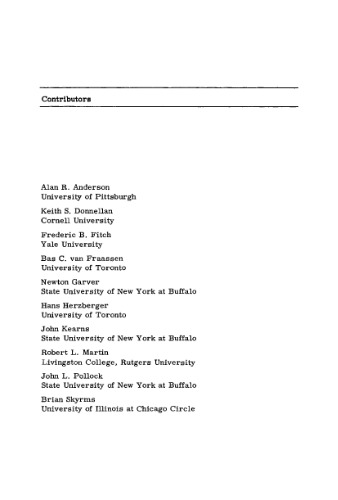 Contributors
Alan R. Anderson
University of Pittsburgh
Keith S. Donnellan
Cornell University
Frederic B. Fitch
Yale University
Bas C. van Fraassen
University of Toronto
Newton Garver
State University of New York at Buffalo
Hans Herzberger
University of Toronto
John Kearns
State University of New York at Buffalo
Robert L. Martin
Livingston College, Rutgers University
John L. Pollock
State University of New York at Buffalo
Brian Skyrms
University of Illinois at Chicago Circle